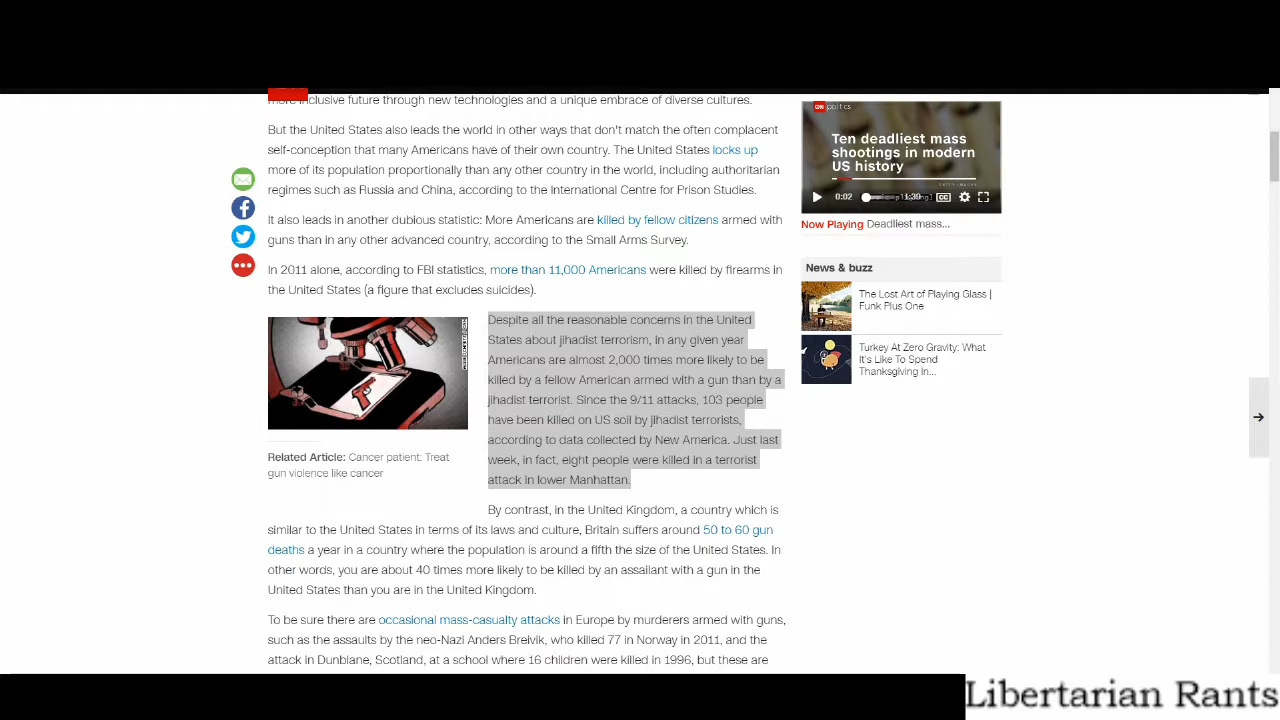 more inclusive future through new technologies and a unique embrace of diverse cultures.
But the United States also leads the world in other ways that don't match the often complacent
self-conception that many Americans have of their own country. The United States locks up
more of its population proportionally than any other country in the world, including authoritarian
regimes such as Russia and China, according to the International Centre for Prison Studies.
It also leads in another dubious statistic: More Americans are killed by fellow citizens armed with
guns than in any other advanced country, according to the Small Arms Survey.
In 2011 alone, according to FBI statistics, more than 11,000 Americans were killed by firearms in
the United States (a figure that excludes suicides).
Despite all the reasonable concerns in the United
States about jihadist terrorism, in any given year
Americans are almost 2,000 times more likely to be
killed by a fellow American armed with a gun than by a
jihadist terrorist. Since the 9/11 attacks, 103 people
have been killed on US soil by jihadist terrorists,
according to data collected by New America. Just last
week, in fact, eight people were killed in a terrorist
attack in lower Manhattan.
Related Article: Cancer patient: Treat
gun violence like cancer
By contrast, in the United Kingdom, a country which is
similar to the United States in terms of its laws and culture, Britain suffers around 50 to 60 gun
deaths a year in a country where the population is around a fifth the size of the United States. In
other words, you are about 40 times more likely to be killed by an assailant with a gun in the
United States than you are in the United Kingdom.
To be sure there are occasional mass-casualty attacks in Europe by murderers armed with guns,
such as the assaults by the neo-Nazi Anders Breivik, who killed 77 in Norway in 2011, and the
attack in Dunblane, Scotland, at a school where 16 children were killed in 1996, but these are
CNN politics
Ten deadliest mass
shootings in modern
US history
GETTY IMAGES
0:02 1:39 CC
Now Playing Deadliest mass...
News & buzz
The Lost Art of Playing Glass |
Funk Plus One
Turkey At Zero Gravity: What
It's Like To Spend
Thanksgiving In...
Libertarian Rants